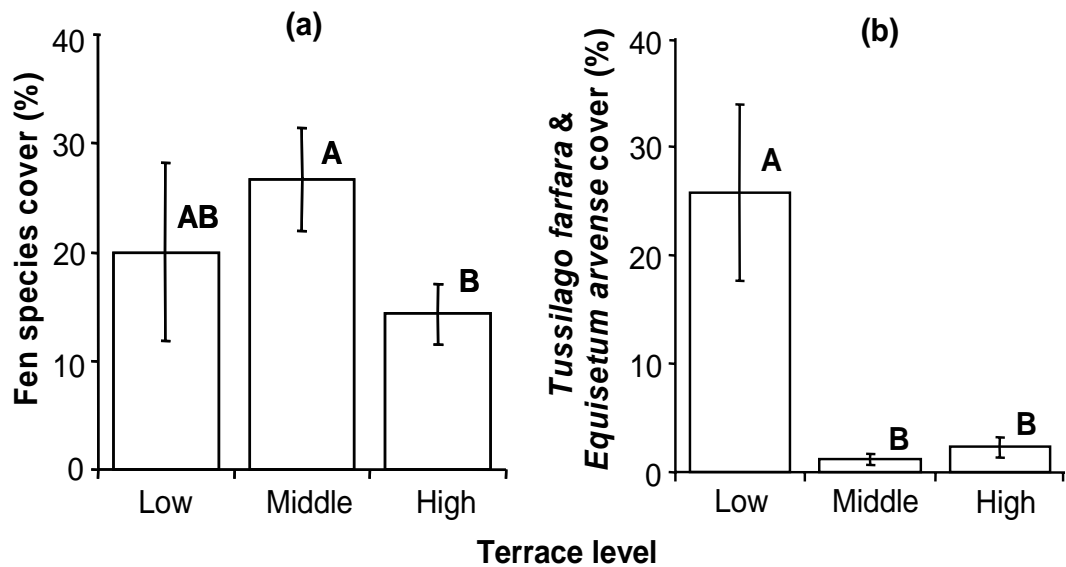 (a)
Fen species cover (%)
40
30
20
10
0
AB
A
B
Low Middle High
(b)
Tussilago farfara &
Equisetum arvense cover (%)
40
30
20
10
0
A
B
B
Low Middle High
Terrace level